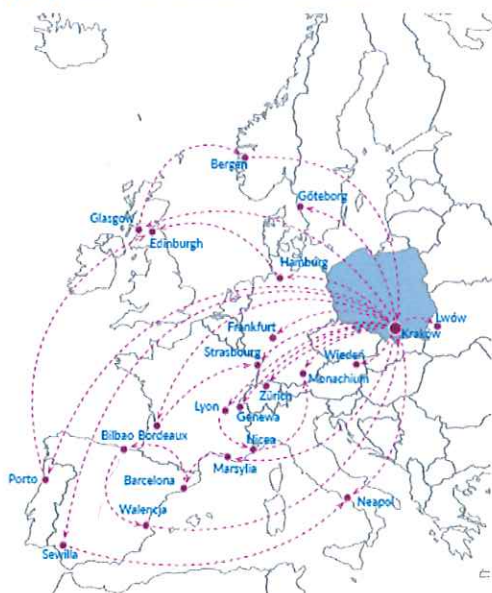 Bergen
Göteborg
Glasgow
Edinburgh
Hamburg
Lwów
Kraków
Frankfurt
Strasbourg
Wiedeń
Monachium
Zürich
Lyon
Genewa
Bilbao Bordeaux
Nicea
Marsylia
Porto
Barcelona
Walencja
Neapol
Sewilla